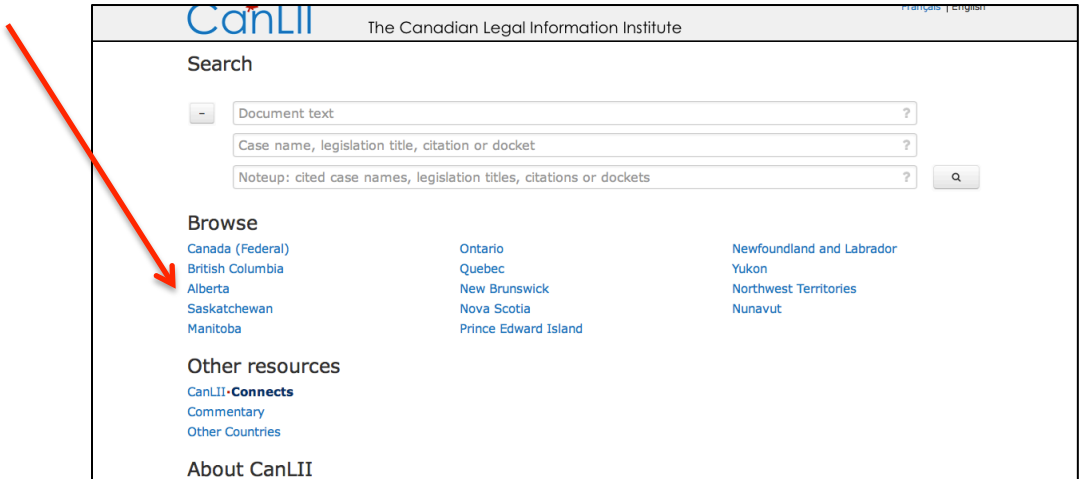 CanLII The Canadian Legal Information Institute
Français | English
Search
– Document text ?
Case name, legislation title, citation or docket ?
Noteup: cited case names, legislation titles, citations or dockets ?
Browse
Canada (Federal) Ontario Newfoundland and Labrador
British Columbia Quebec Yukon
Alberta New Brunswick Northwest Territories
Saskatchewan Nova Scotia Nunavut
Manitoba Prince Edward Island
Other resources
CanLII·Connects
Commentary
Other Countries
About CanLII